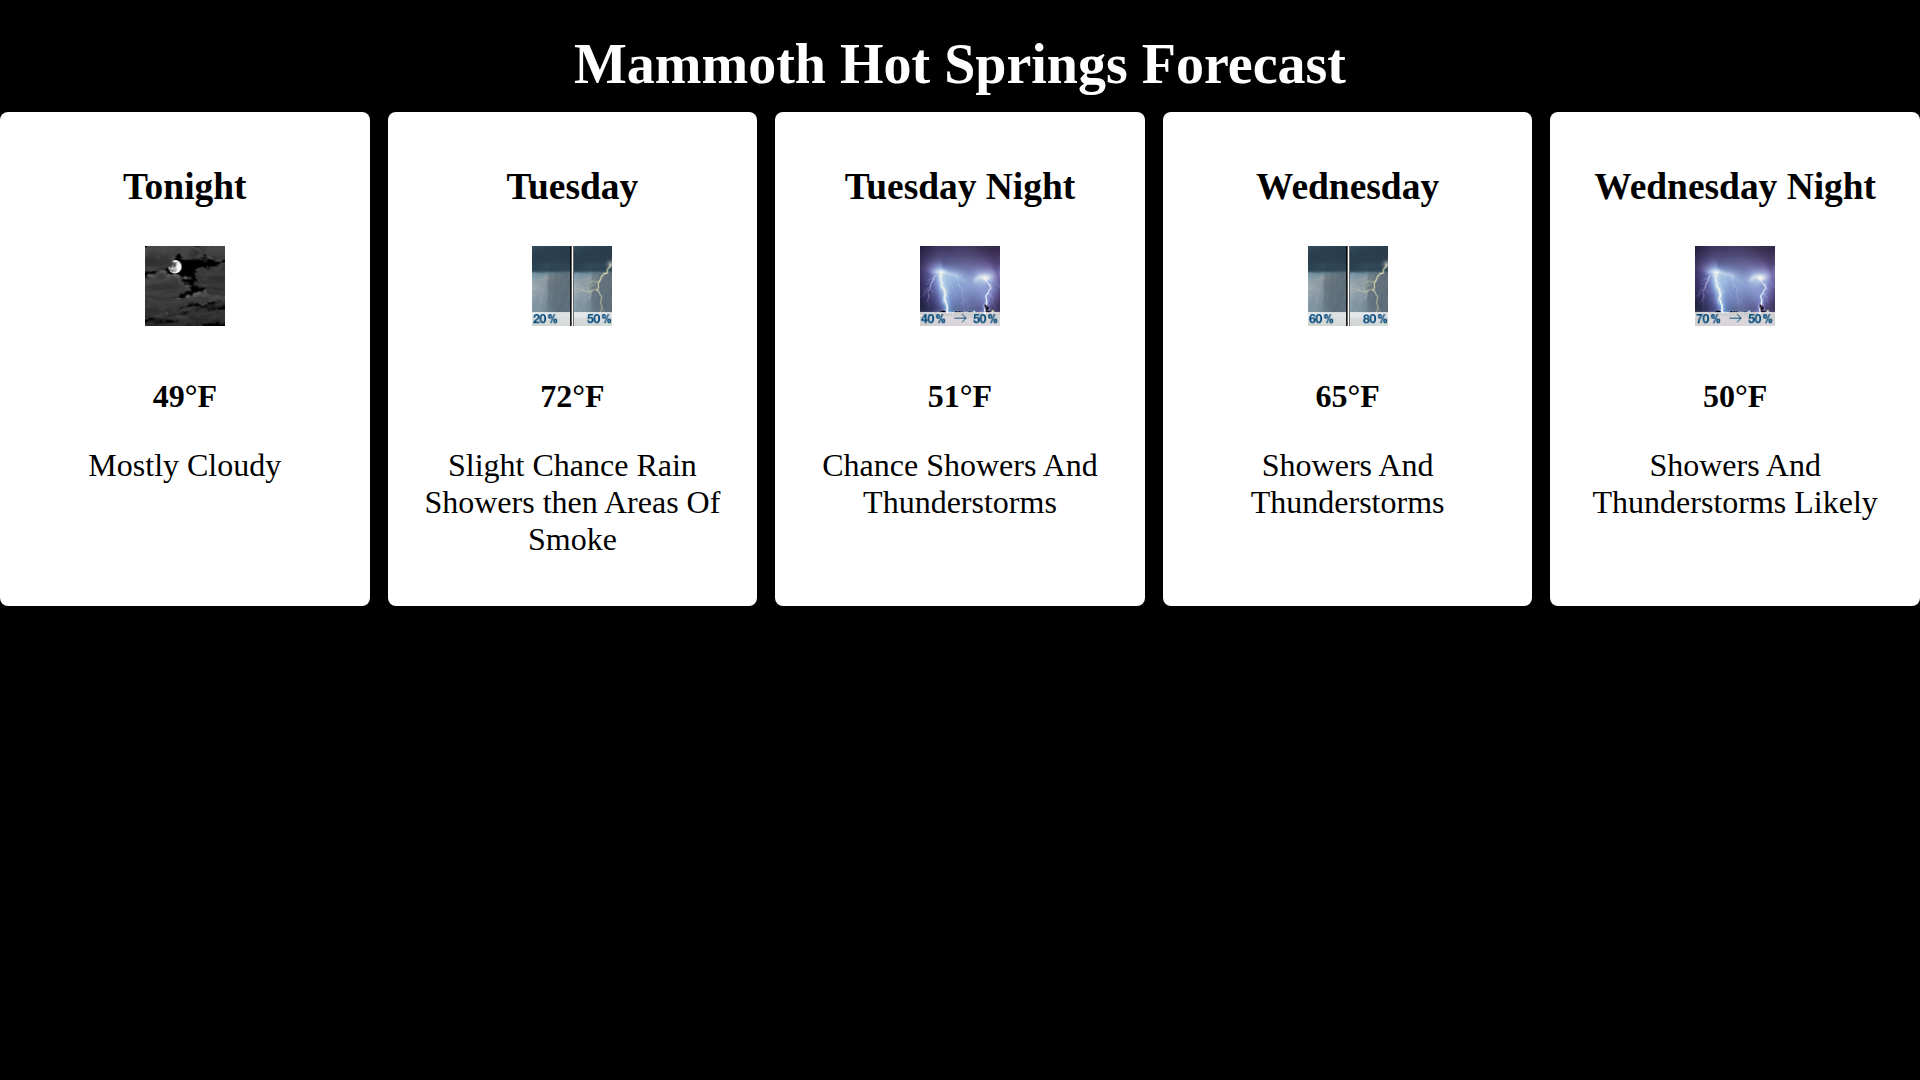 Mammoth Hot Springs Forecast
Tonight
49°F
Mostly Cloudy
Tuesday
20%
50%
72°F
Slight Chance Rain
Showers then Areas Of
Smoke
Tuesday Night
40% → 50%
51°F
Chance Showers And
Thunderstorms
Wednesday
60%
80%
65°F
Showers And
Thunderstorms
Wednesday Night
70% → 50%
50°F
Showers And
Thunderstorms Likely